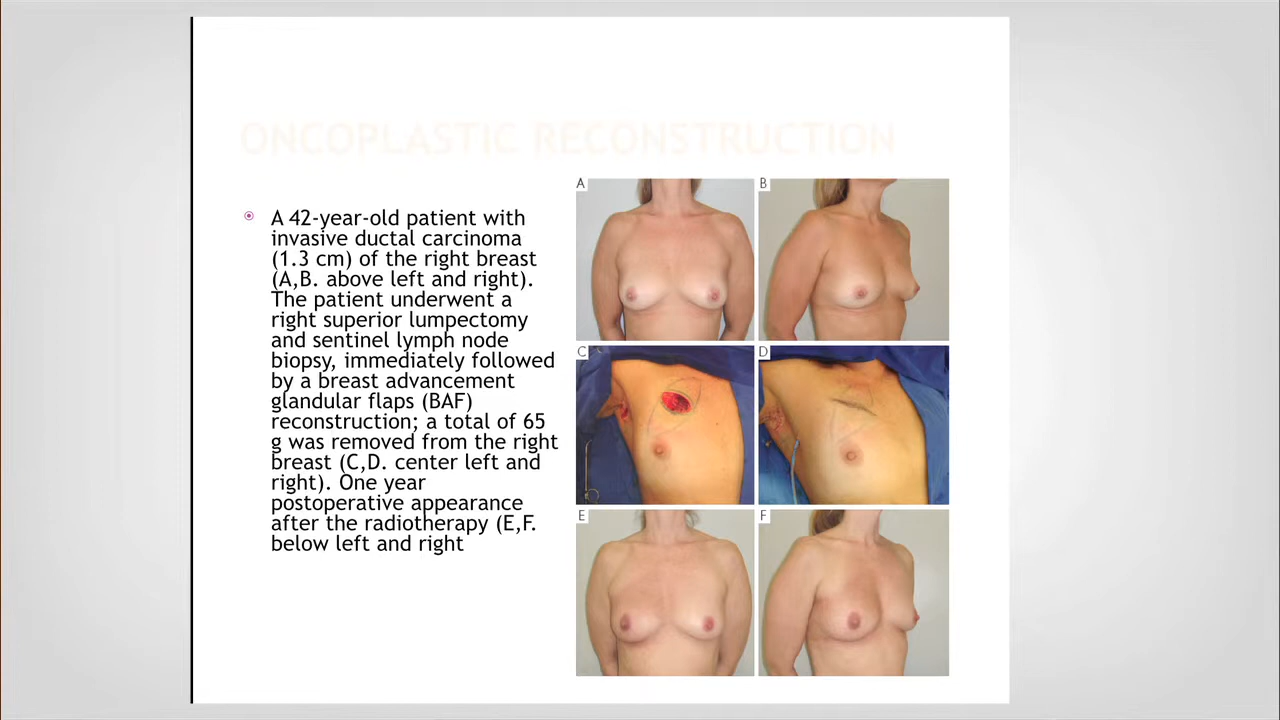 ONCOPLASTIC RECONSTRUCTION
A 42-year-old patient with
invasive ductal carcinoma
(1.3 cm) of the right breast
(A,B. above left and right).
The patient underwent a
right superior lumpectomy
and sentinel lymph node
biopsy, immediately followed
by a breast advancement
glandular flaps (BAF)
reconstruction; a total of 65
g was removed from the right
breast (C,D. center left and
right). One year
postoperative appearance
after the radiotherapy (E,F.
below left and right
A
B
C
D
E
F